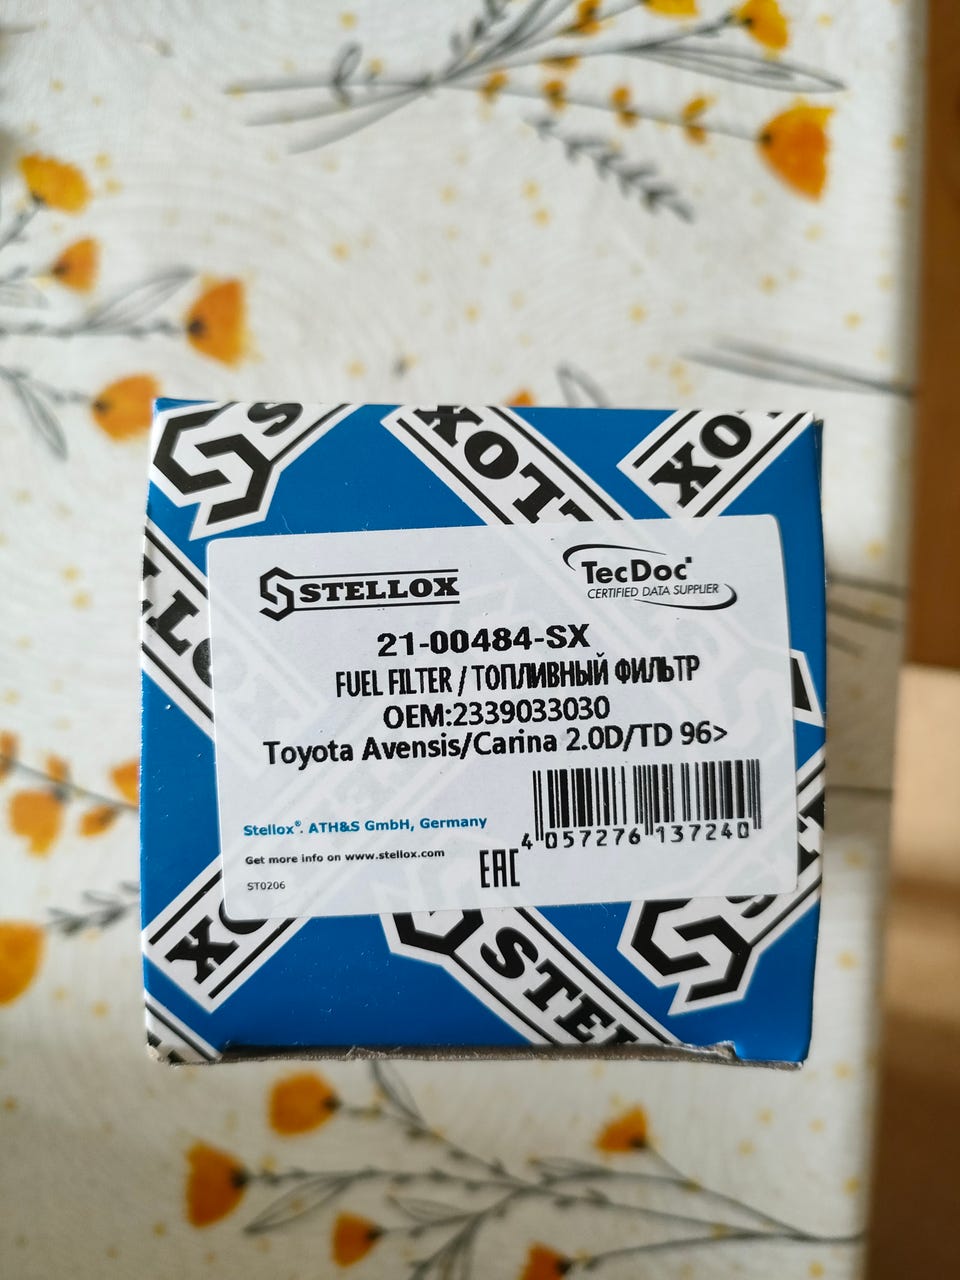 STELLOX
TecDoc
CERTIFIED DATA SUPPLIER
21-00484-SX
FUEL FILTER / ТОПЛИВНЫЙ ФИЛЬТР
OEM:2339033030
Toyota Avensis/Carina 2.0D/TD 96>
Stellox®. ATH&S GmbH, Germany
Get more info on www.stellox.com
ST0206
EAC
4 057276 137240